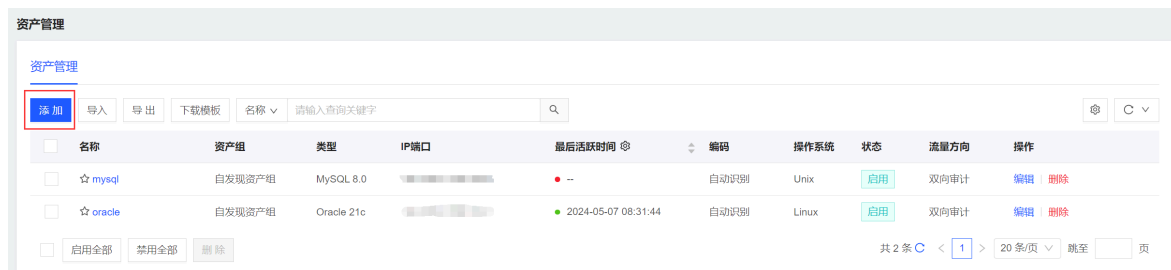 资产管理
资产管理
添 加 导入 导 出 下载模板 名称 请输入查询关键字
名称 资产组 类型 IP端口 最后活跃时间 编码 操作系统 状态 流量方向 操作
mysql 自发现资产组 MySQL 8.0 -- 自动识别 Unix 启用 双向审计 编辑 删除
oracle 自发现资产组 Oracle 21c 2024-05-07 08:31:44 自动识别 Linux 启用 双向审计 编辑 删除
启用全部 禁用全部 删 除 共 2 条 < 1 > 20 条/页 跳至 页